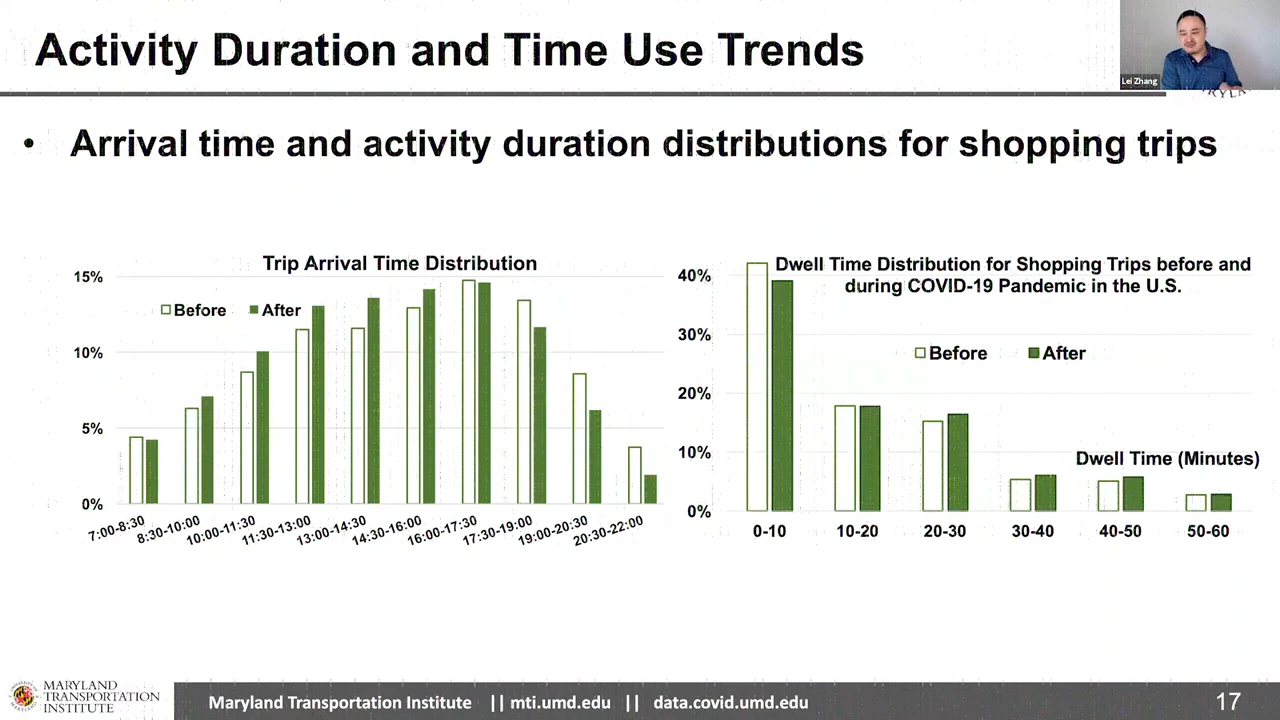 Activity Duration and Time Use Trends
Lei Zhang
• Arrival time and activity duration distributions for shopping trips
Trip Arrival Time Distribution
15%
10%
5%
0%
Before After
7:00-8:30 8:30-10:00 10:00-11:30 11:30-13:00 13:00-14:30 14:30-16:00 16:00-17:30 17:30-19:00 19:00-20:30 20:30-22:00
Dwell Time Distribution for Shopping Trips before and
during COVID-19 Pandemic in the U.S.
40%
30%
20%
10%
0%
Before After
Dwell Time (Minutes)
0-10 10-20 20-30 30-40 40-50 50-60
MARYLAND
TRANSPORTATION
INSTITUTE
Maryland Transportation Institute || mti.umd.edu || data.covid.umd.edu
17